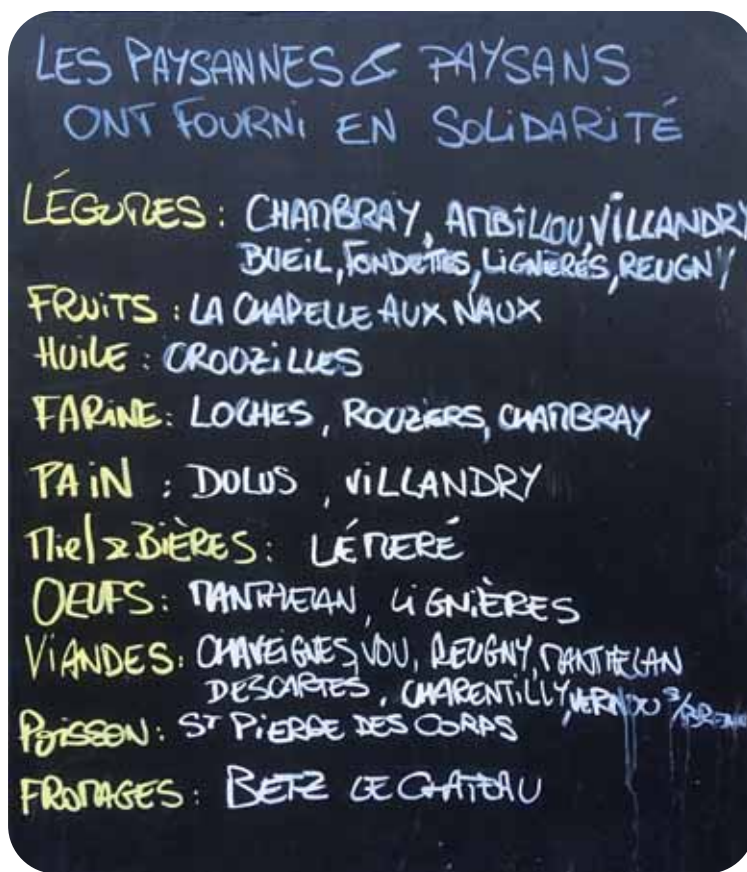 LES PAYSANNES & PAYSANS
ONT FOURNI EN SOLIDARITÉ
LÉGUMES : CHAMBRAY, AMBILLOU, VILLANDRY
BUEIL, FONDETTES, LIGNIÈRES, REUGNY
FRUITS : LA CHAPELLE AUX NAUX
HUILE : CROUZILLES
FARINE : LOCHES, ROUZIERS, CHAMBRAY
PAIN : DOLUS, VILLANDRY
Miel & BIÈRES : LÉMERÉ
OEUFS : MANTHELAN, LIGNIÈRES
VIANDES : CHAVEIGNES, VOU, REUGNY, MANTHELAN
DESCARTES, CHARENTILLY, VERNOU S/BRENNE
POISSON : ST PIERRE DES CORPS
FROMAGES : BETZ LE CHATEAU